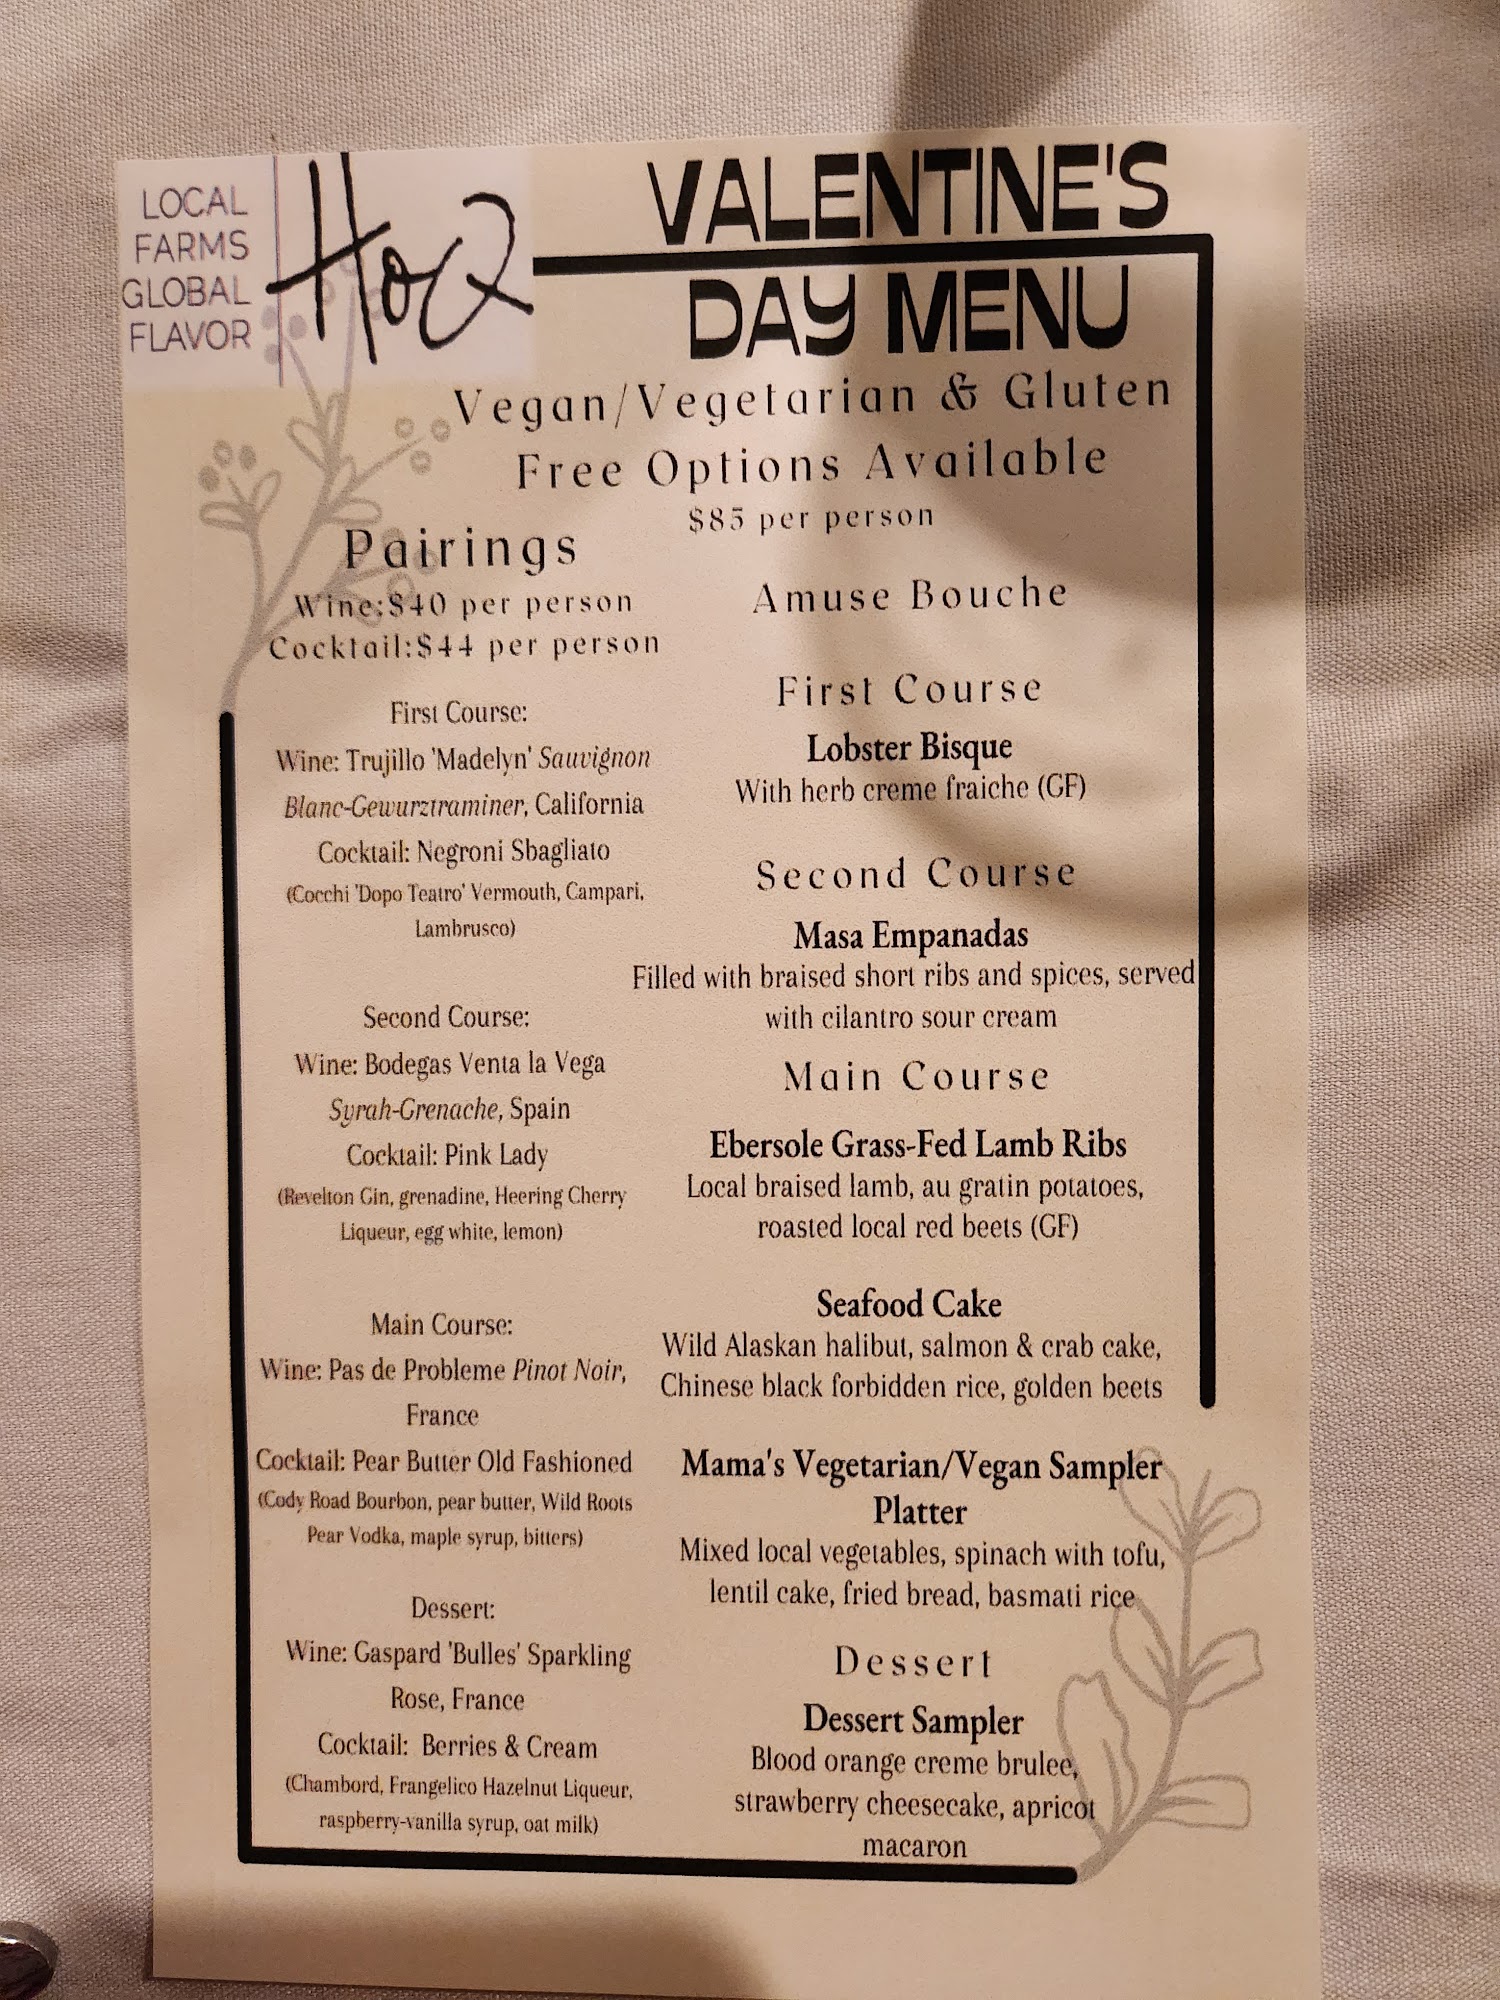 LOCAL
FARMS
GLOBAL
FLAVOR
HoQ
VALENTINE'S
DAY MENU
Vegan/Vegetarian & Gluten
Free Options Available
$85 per person
Pairings
Wine:$40 per person
Cocktail:$44 per person
First Course:
Wine: Trujillo 'Madelyn' Sauvignon
Blanc-Gewurztraminer, California
Cocktail: Negroni Sbagliato
(Cocchi 'Dopo Teatro' Vermouth, Campari,
Lambrusco)
Second Course:
Wine: Bodegas Venta la Vega
Syrah-Grenache, Spain
Cocktail: Pink Lady
(Revelton Gin, grenadine, Heering Cherry
Liqueur, egg white, lemon)
Main Course:
Wine: Pas de Probleme Pinot Noir,
France
Cocktail: Pear Butter Old Fashioned
(Cody Road Bourbon, pear butter, Wild Roots
Pear Vodka, maple syrup, bitters)
Dessert:
Wine: Gaspard 'Bulles' Sparkling
Rose, France
Cocktail: Berries & Cream
(Chambord, Frangelico Hazelnut Liqueur,
raspberry-vanilla syrup, oat milk)
Amuse Bouche
First Course
Lobster Bisque
With herb creme fraiche (GF)
Second Course
Masa Empanadas
Filled with braised short ribs and spices, served
with cilantro sour cream
Main Course
Ebersole Grass-Fed Lamb Ribs
Local braised lamb, au gratin potatoes,
roasted local red beets (GF)
Seafood Cake
Wild Alaskan halibut, salmon & crab cake,
Chinese black forbidden rice, golden beets
Mama's Vegetarian/Vegan Sampler
Platter
Mixed local vegetables, spinach with tofu,
lentil cake, fried bread, basmati rice
Dessert
Dessert Sampler
Blood orange creme brulee,
strawberry cheesecake, apricot
macaron